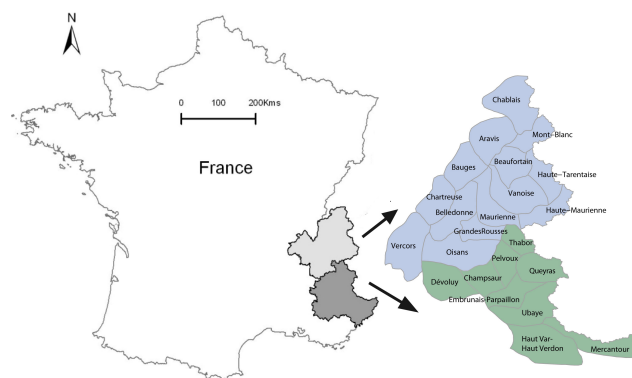 N
0 100 200Kms
France
Chablais
Mont-Blanc
Aravis
Beaufortain
Bauges
Haute-Tarentaise
Vanoise
Chartreuse
Belledonne
Haute-Maurienne
Maurienne
GrandesRousses
Vercors
Thabor
Oisans
Pelvoux
Queyras
Champsaur
Dévoluy
Embrunais-Parpaillon
Ubaye
Haut Var-
Haut Verdon
Mercantour